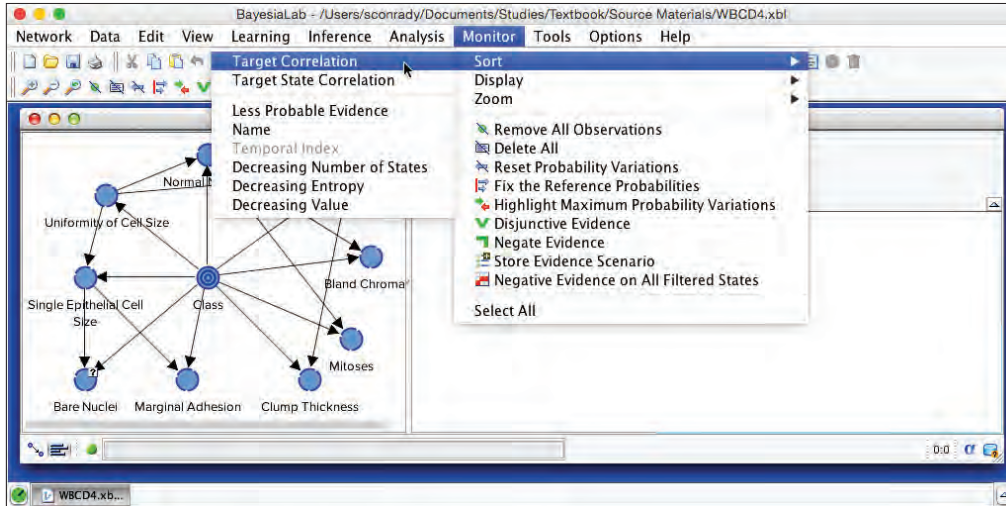 BayesiaLab - /Users/sconrady/Documents/Studies/Textbook/Source Materials/WBCD4.xbl
Network Data Edit View Learning Inference Analysis Monitor Tools Options Help
Target Correlation
Target State Correlation
Less Probable Evidence
Name
Temporal Index
Decreasing Number of States
Decreasing Entropy
Decreasing Value
Sort
Display
Zoom
Remove All Observations
Delete All
Reset Probability Variations
Fix the Reference Probabilities
Highlight Maximum Probability Variations
Disjunctive Evidence
Negate Evidence
Store Evidence Scenario
Negative Evidence on All Filtered States
Select All
Normal
Uniformity of Cell Size
Single Epithelial Cell
Size
Class
Bland Chroma
Mitoses
?
Bare Nuclei Marginal Adhesion Clump Thickness
0:0 α
WBCD4.xb...